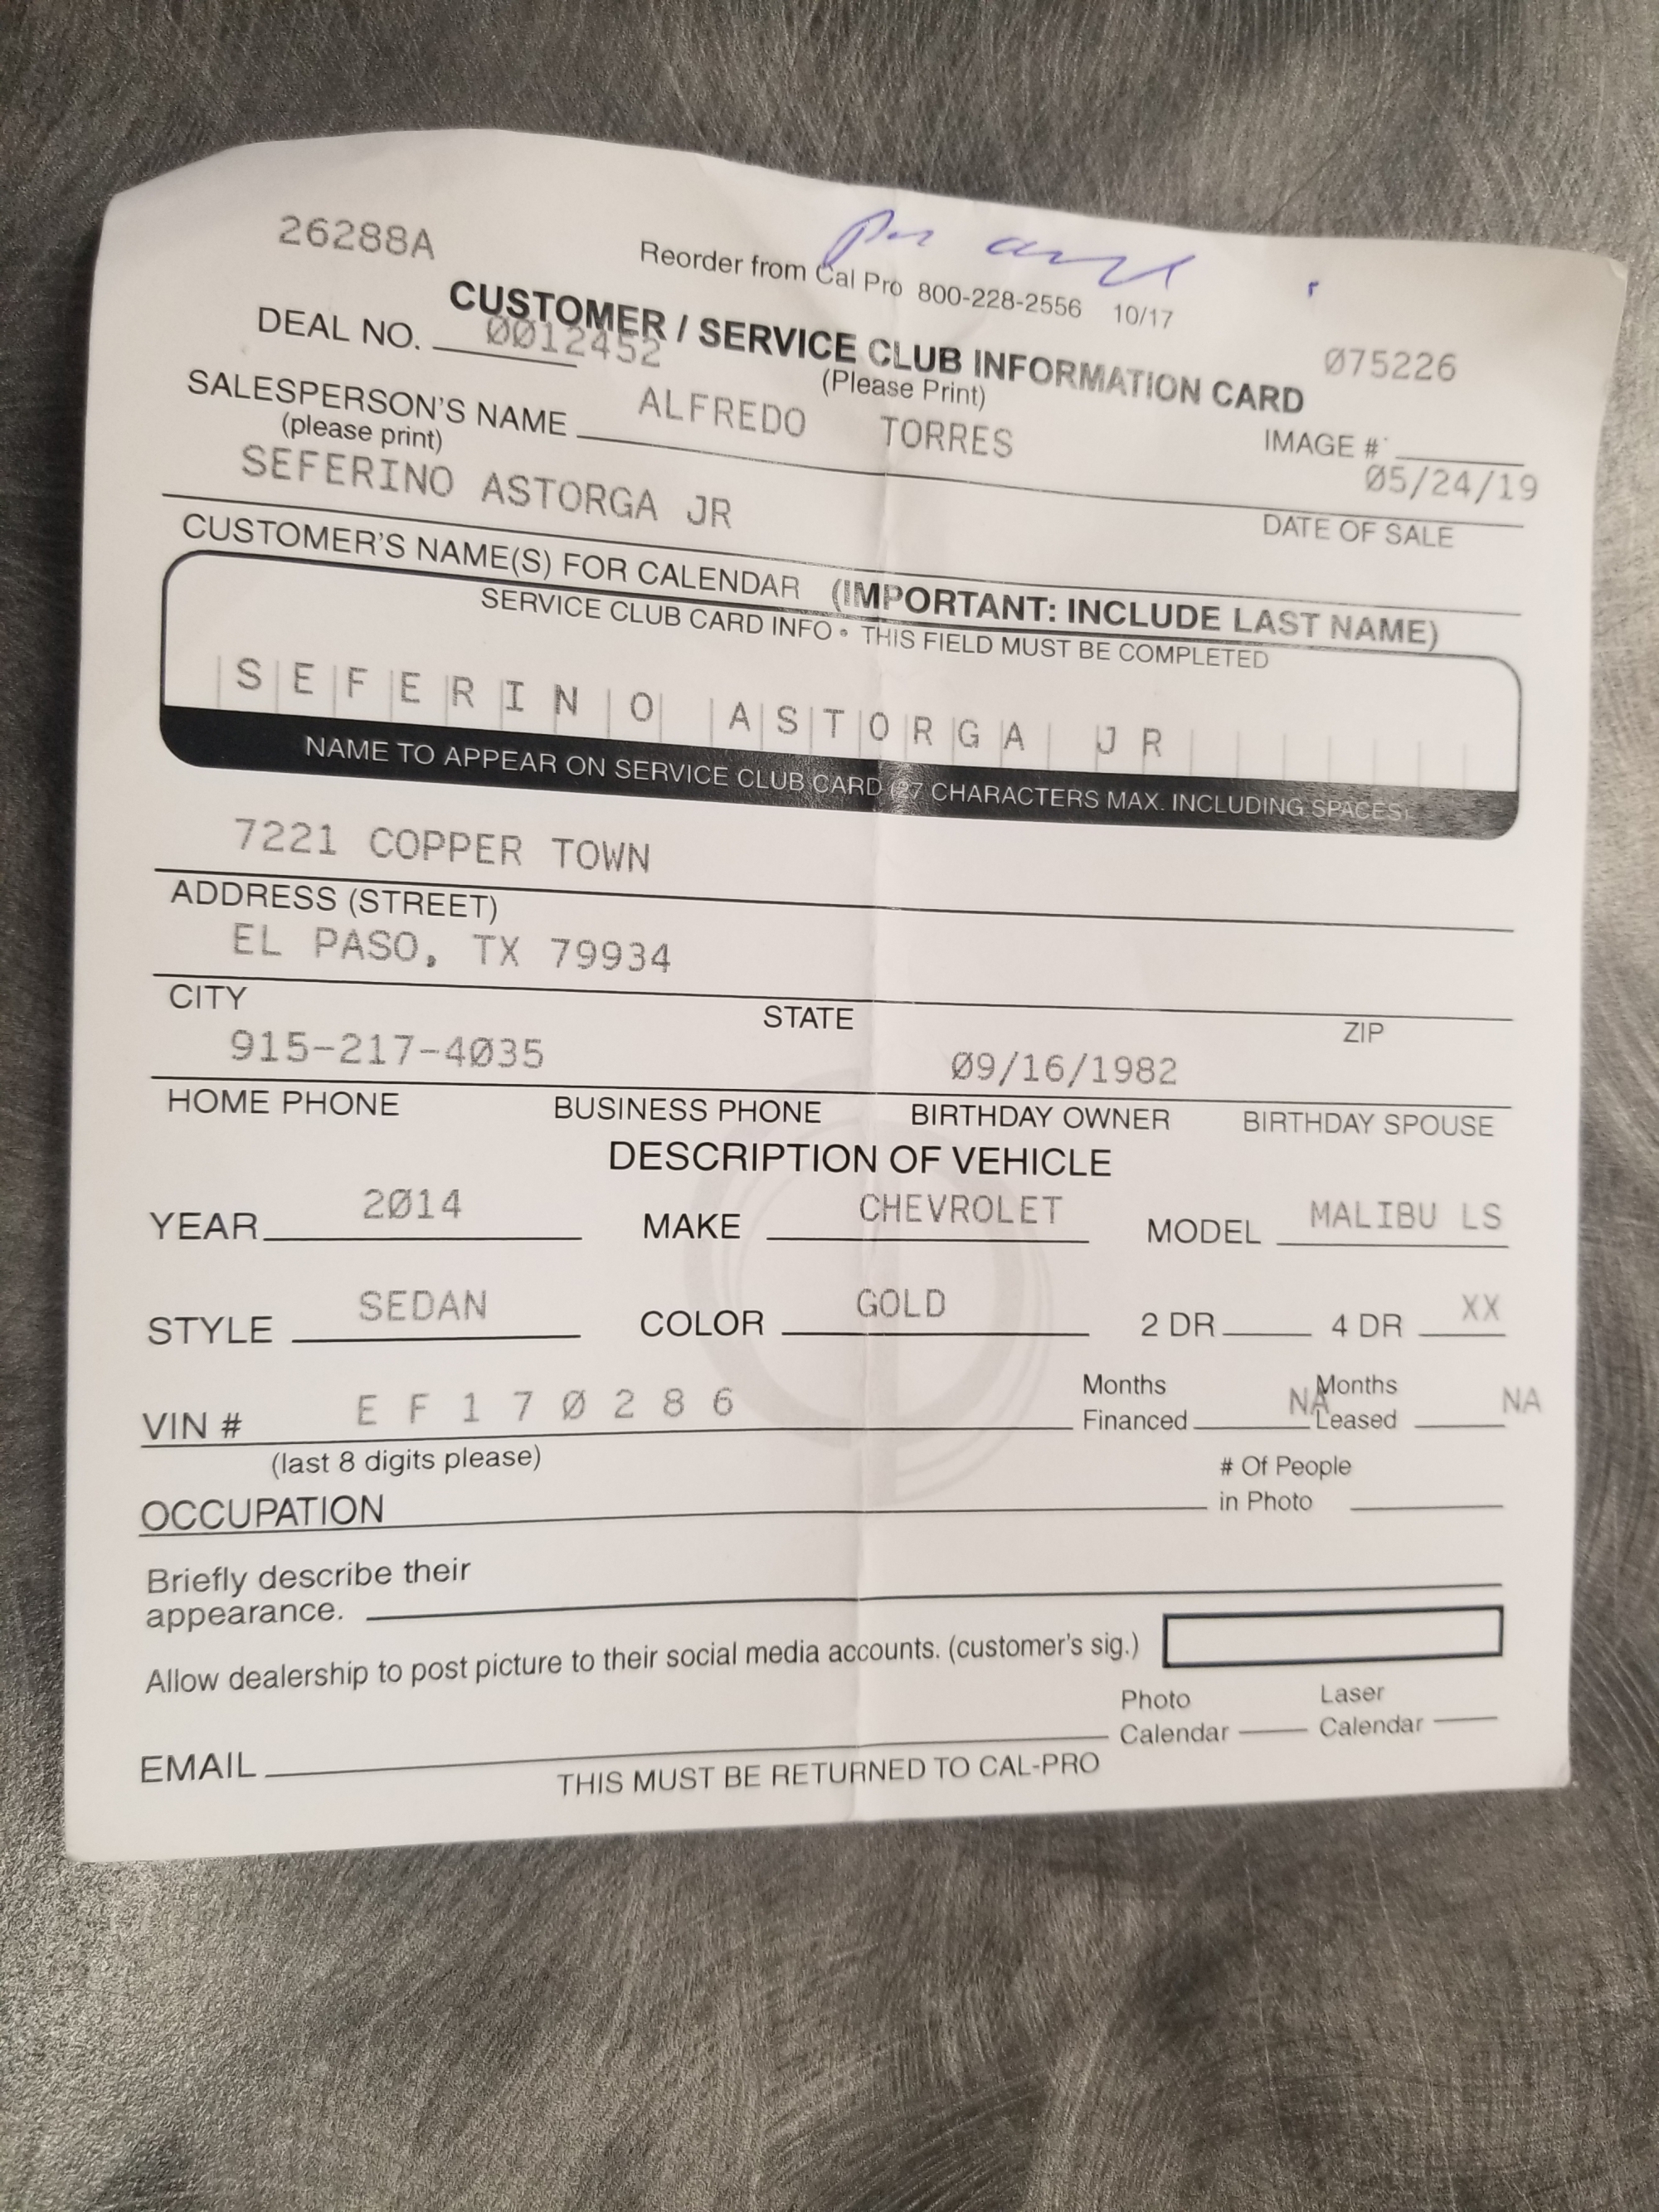 26288A
Reorder from Cal Pro 800-228-2556 10/17
CUSTOMER / SERVICE CLUB INFORMATION CARD
DEAL NO. 0012452
(Please Print)
075226
SALESPERSON'S NAME ALFREDO TORRES
(please print)
IMAGE #
SEFERINO ASTORGA JR
05/24/19
DATE OF SALE
CUSTOMER'S NAME(S) FOR CALENDAR (IMPORTANT: INCLUDE LAST NAME)
SERVICE CLUB CARD INFO • THIS FIELD MUST BE COMPLETED
SEFERINO ASTORGA JR
NAME TO APPEAR ON SERVICE CLUB CARD (27 CHARACTERS MAX. INCLUDING SPACES)
7221 COPPER TOWN
ADDRESS (STREET)
EL PASO, TX 79934
CITY STATE ZIP
915-217-4035 09/16/1982
HOME PHONE BUSINESS PHONE BIRTHDAY OWNER BIRTHDAY SPOUSE
DESCRIPTION OF VEHICLE
YEAR 2014 MAKE CHEVROLET MODEL MALIBU LS
STYLE SEDAN COLOR GOLD 2 DR 4 DR XX
VIN # EF170286 Months Financed NA Months Leased NA
(last 8 digits please)
OCCUPATION # Of People in Photo
Briefly describe their
appearance.
Allow dealership to post picture to their social media accounts. (customer's sig.)
Photo Calendar Laser Calendar
EMAIL
THIS MUST BE RETURNED TO CAL-PRO